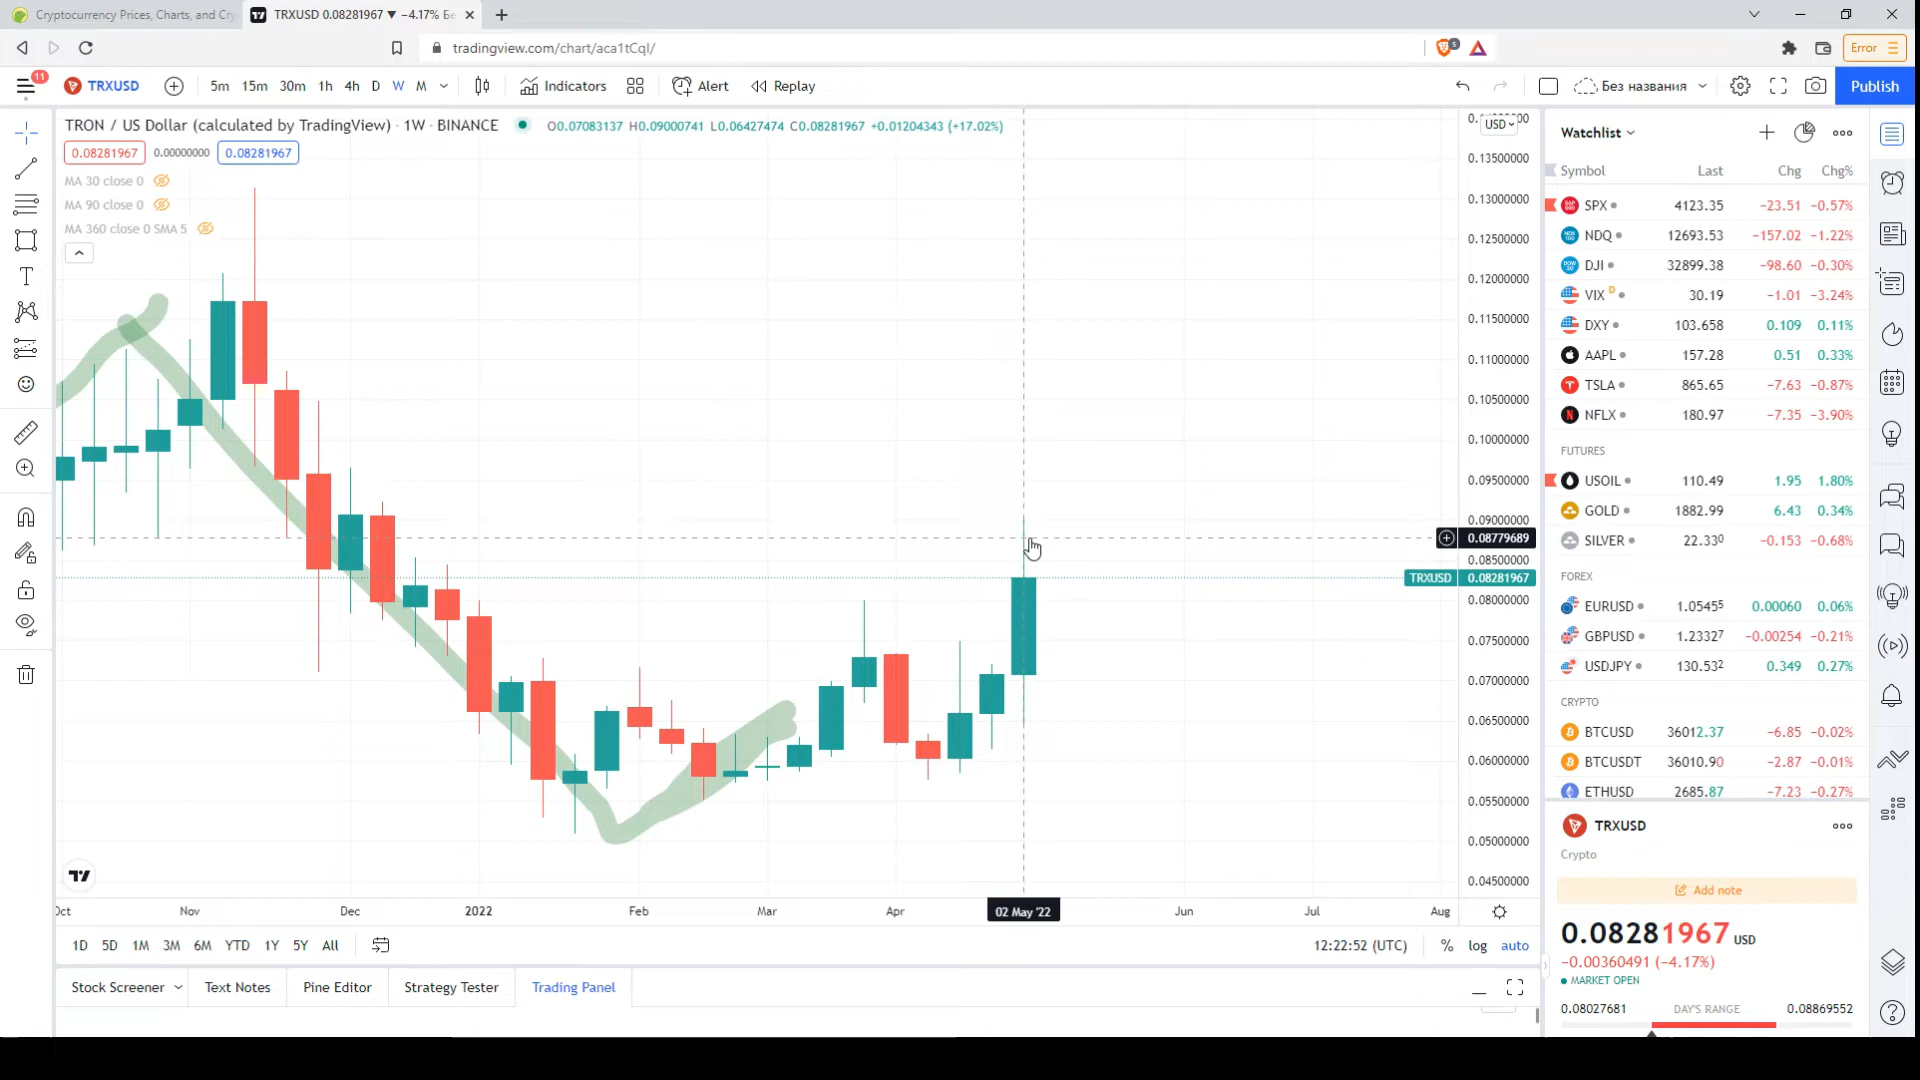 Cryptocurrency Prices, Charts, and Cry
TRXUSD 0.08281967 ▼ −4.17% Бе
tradingview.com/chart/aca1tCql/
5
Error
11
TRXUSD
5m 15m 30m 1h 4h D W M
Indicators
Alert
Replay
Без названия
Publish
TRON / US Dollar (calculated by TradingView) · 1W · BINANCE
O0.07083137 H0.09000741 L0.06427474 C0.08281967 +0.01204343 (+17.02%)
0.08281967 0.00000000 0.08281967
MA 30 close 0
MA 90 close 0
MA 360 close 0 SMA 5
USD
0.13500000
0.13000000
0.12500000
0.12000000
0.11500000
0.11000000
0.10500000
0.10000000
0.09500000
0.09000000
0.08779689
0.08500000
TRXUSD 0.08281967
0.08000000
0.07500000
0.07000000
0.06500000
0.06000000
0.05500000
0.05000000
0.04500000
Oct Nov Dec 2022 Feb Mar Apr 02 May '22 Jun Jul Aug
1D 5D 1M 3M 6M YTD 1Y 5Y All
12:22:52 (UTC) % log auto
Stock Screener Text Notes Pine Editor Strategy Tester Trading Panel
Watchlist
Symbol Last Chg Chg%
SPX 4123.35 −23.51 −0.57%
NDQ 12693.53 −157.02 −1.22%
DJI 32899.38 −98.60 −0.30%
VIX D 30.19 −1.01 −3.24%
DXY 103.658 0.109 0.11%
AAPL 157.28 0.51 0.33%
TSLA 865.65 −7.63 −0.87%
NFLX 180.97 −7.35 −3.90%
FUTURES
USOIL 110.49 1.95 1.80%
GOLD 1882.99 6.43 0.34%
SILVER 22.330 −0.153 −0.68%
FOREX
EURUSD 1.05455 0.00060 0.06%
GBPUSD 1.23327 −0.00254 −0.21%
USDJPY 130.532 0.349 0.27%
CRYPTO
BTCUSD 36012.37 −6.85 −0.02%
BTCUSDT 36010.90 −2.87 −0.01%
ETHUSD 2685.87 −7.23 −0.27%
TRXUSD
Crypto
Add note
0.08281967 USD
−0.00360491 (−4.17%)
MARKET OPEN
0.08027681 DAY'S RANGE 0.08869552